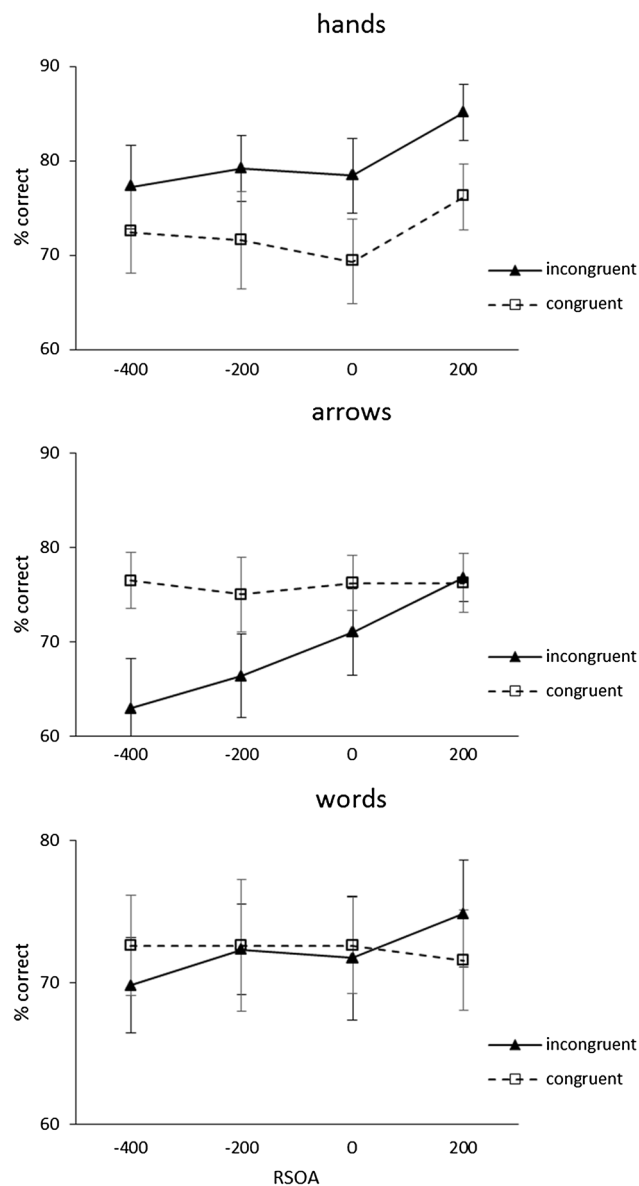 hands
90
80
70
60
% correct
-400 -200 0 200
incongruent
congruent
arrows
90
80
70
60
% correct
-400 -200 0 200
incongruent
congruent
words
80
70
60
% correct
-400 -200 0 200
RSOA
incongruent
congruent